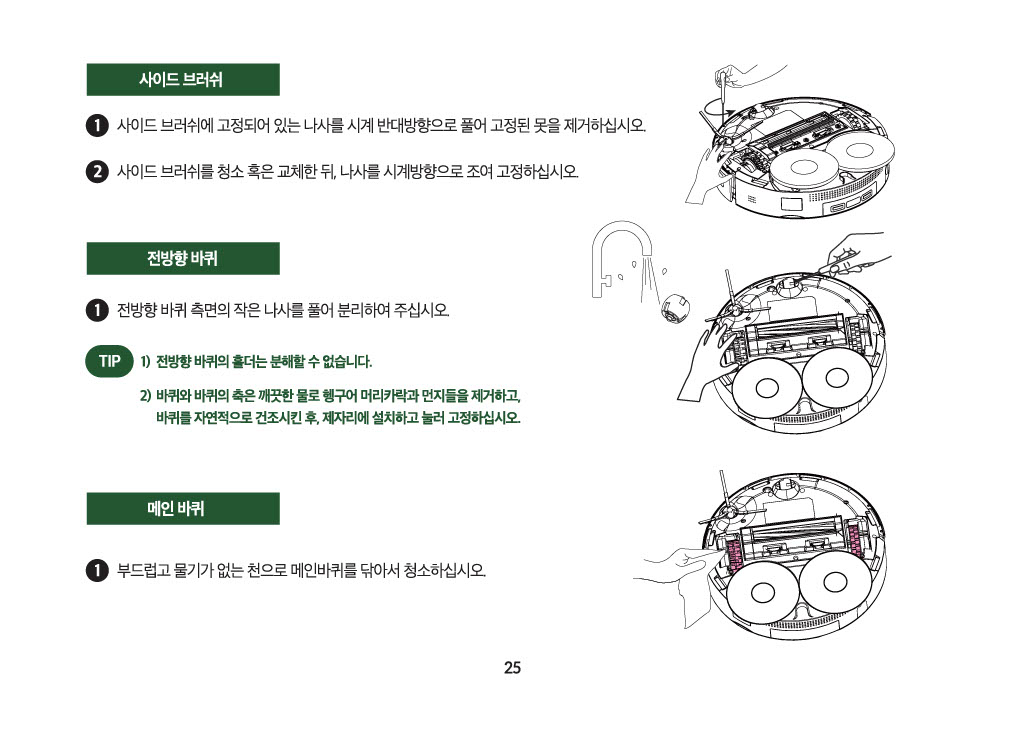 사이드 브러쉬
1 사이드 브러쉬에 고정되어 있는 나사를 시계 반대방향으로 풀어 고정된 못을 제거하십시오.
2 사이드 브러쉬를 청소 혹은 교체한 뒤, 나사를 시계방향으로 조여 고정하십시오.
전방향 바퀴
1 전방향 바퀴 측면의 작은 나사를 풀어 분리하여 주십시오.
TIP 1) 전방향 바퀴의 홀더는 분해할 수 없습니다.
2) 바퀴와 바퀴의 축은 깨끗한 물로 헹구어 머리카락과 먼지들을 제거하고,
바퀴를 자연적으로 건조시킨 후, 제자리에 설치하고 눌러 고정하십시오.
메인 바퀴
1 부드럽고 물기가 없는 천으로 메인바퀴를 닦아서 청소하십시오.
25